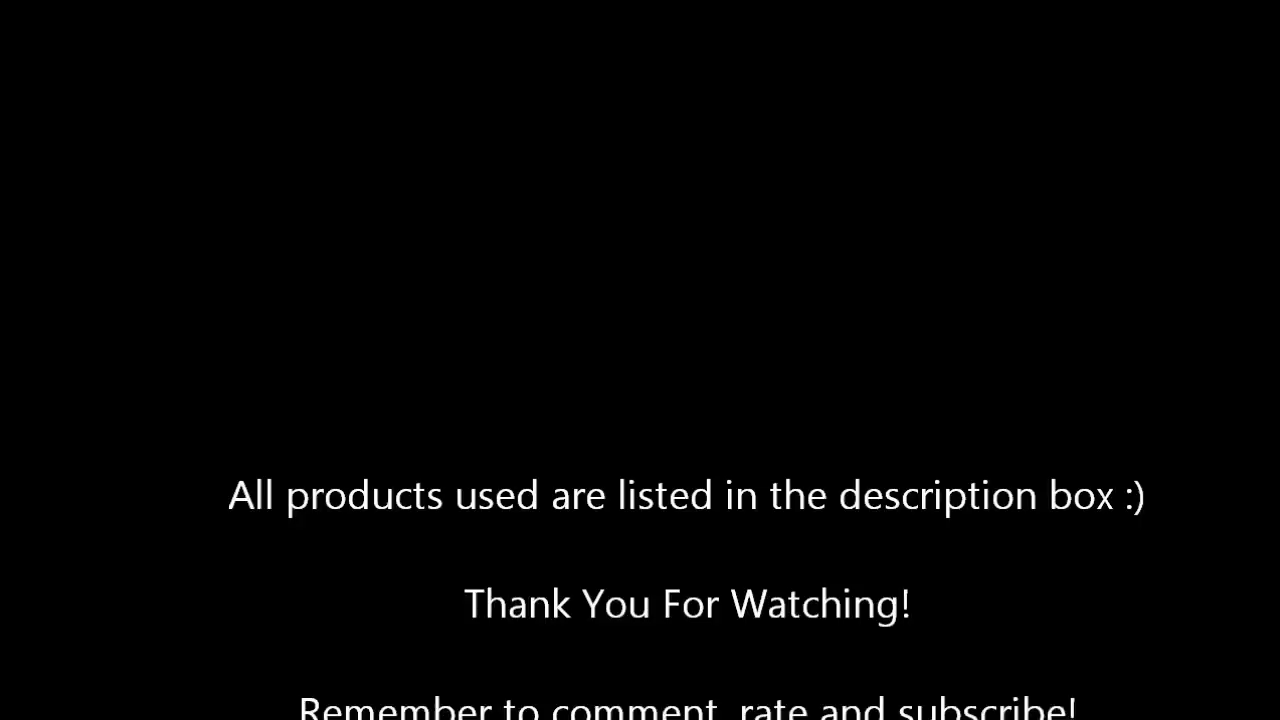 All products used are listed in the description box :)
Thank You For Watching!
Remember to comment, rate and subscribe!